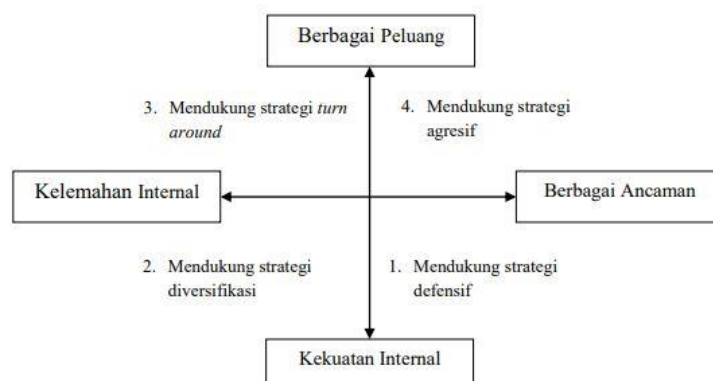 Berbagai Peluang
3. Mendukung strategi turn
around
4. Mendukung strategi
agresif
Kelemahan Internal
Berbagai Ancaman
2. Mendukung strategi
diversifikasi
1. Mendukung strategi
defensif
Kekuatan Internal